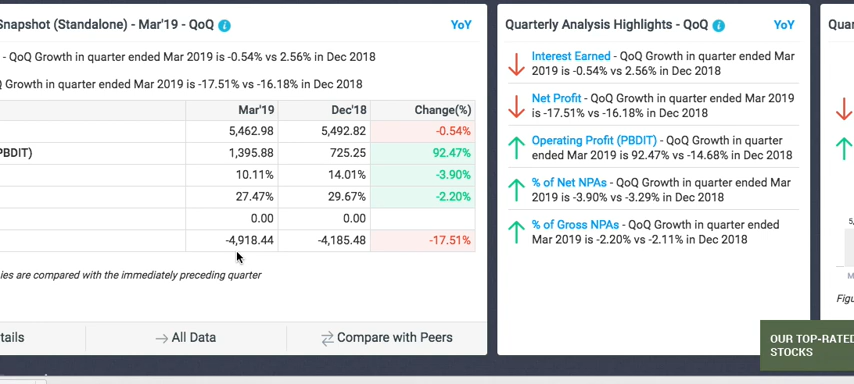 Snapshot (Standalone) - Mar'19 - QoQ
YoY
- QoQ Growth in quarter ended Mar 2019 is -0.54% vs 2.56% in Dec 2018
Growth in quarter ended Mar 2019 is -17.51% vs -16.18% in Dec 2018
Mar'19 Dec'18 Change(%)
5,462.98 5,492.82 -0.54%
PBDIT) 1,395.88 725.25 92.47%
10.11% 14.01% -3.90%
27.47% 29.67% -2.20%
0.00 0.00
-4,918.44 -4,185.48 -17.51%
ies are compared with the immediately preceding quarter
tails
All Data
Compare with Peers
Quarterly Analysis Highlights - QoQ
YoY
Interest Earned - QoQ Growth in quarter ended Mar
2019 is -0.54% vs 2.56% in Dec 2018
Net Profit - QoQ Growth in quarter ended Mar 2019
is -17.51% vs -16.18% in Dec 2018
Operating Profit (PBDIT) - QoQ Growth in quarter
ended Mar 2019 is 92.47% vs -14.68% in Dec 2018
% of Net NPAs - QoQ Growth in quarter ended Mar
2019 is -3.90% vs -3.29% in Dec 2018
% of Gross NPAs - QoQ Growth in quarter ended
Mar 2019 is -2.20% vs -2.11% in Dec 2018
Quar
5,
M
Figu
OUR TOP-RATED
STOCKS